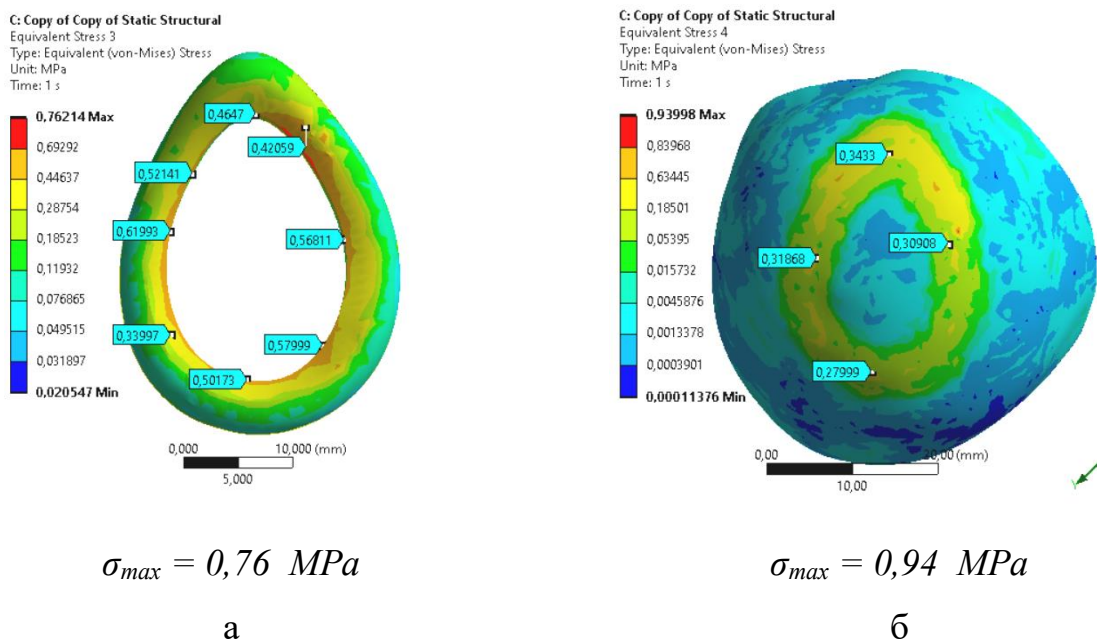 C: Copy of Copy of Static Structural
Equivalent Stress 3
Type: Equivalent (von-Mises) Stress
Unit: MPa
Time: 1 s
0,76214 Max
0,69292
0,44637
0,28754
0,18523
0,11932
0,076865
0,049515
0,031897
0,020547 Min
0,4647
0,42059
0,52141
0,61993
0,56811
0,33997
0,57999
0,50173
0,000
10,000 (mm)
5,000
C: Copy of Copy of Static Structural
Equivalent Stress 4
Type: Equivalent (von-Mises) Stress
Unit: MPa
Time: 1 s
0,93998 Max
0,83968
0,63445
0,18501
0,05395
0,015732
0,0045876
0,0013378
0,0003901
0,00011376 Min
0,3433
0,30908
0,31868
0,27999
0,00
20,00 (mm)
10,00
Y
σmax = 0,76 MPa
σmax = 0,94 MPa
а
б